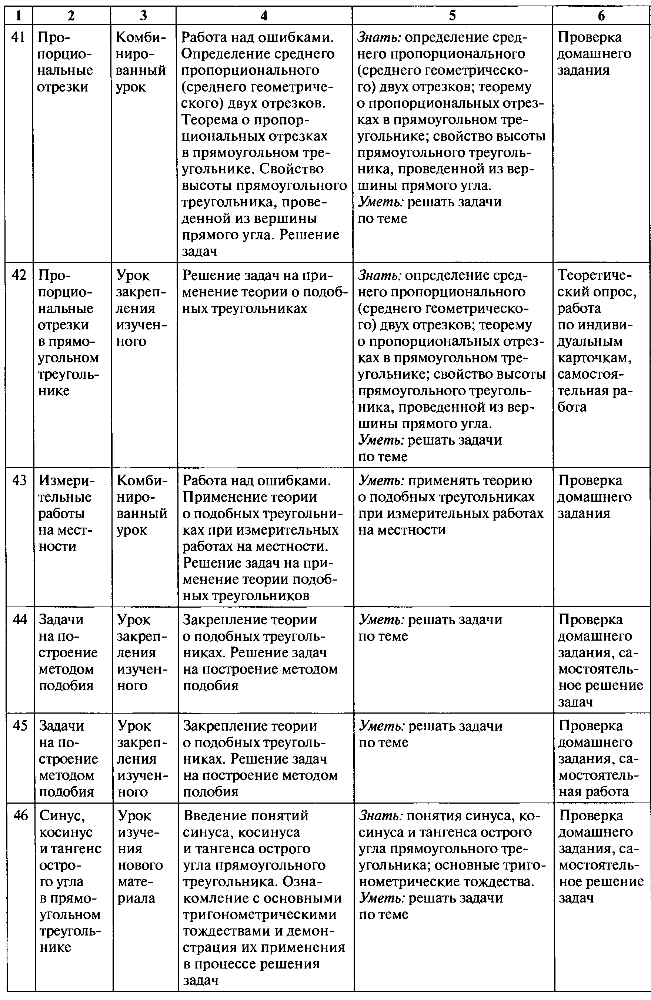 1 2 3 4 5 6
41
Про-
порцио-
нальные
отрезки
Комби-
ниро-
ванный
урок
Работа над ошибками.
Определение среднего
пропорционального
(среднего геометриче-
ского) двух отрезков.
Теорема о пропор-
циональных отрезках
в прямоугольном тре-
угольнике. Свойство
высоты прямоугольного
треугольника, прове-
денной из вершины
прямого угла. Решение
задач
Знать: определение сред-
него пропорционального
(среднего геометрическо-
го) двух отрезков; теорему
о пропорциональных отрез-
ках в прямоугольном тре-
угольнике; свойство высоты
прямоугольного треуголь-
ника, проведенной из вер-
шины прямого угла.
Уметь: решать задачи
по теме
Проверка
домашнего
задания
42
Про-
порцио-
нальные
отрезки
в прямо-
угольном
треуголь-
нике
Урок
закреп-
ления
изучен-
ного
Решение задач на при-
менение теории о подоб-
ных треугольниках
Знать: определение сред-
него пропорционального
(среднего геометрическо-
го) двух отрезков; теорему
о пропорциональных отрез-
ках в прямоугольном тре-
угольнике; свойство высоты
прямоугольного треуголь-
ника, проведенной из вер-
шины прямого угла.
Уметь: решать задачи
по теме
Теоретиче-
ский опрос,
работа
по индиви-
дуальным
карточкам,
самостоя-
тельная ра-
бота
43
Измери-
тельные
работы
на мест-
ности
Комби-
ниро-
ванный
урок
Работа над ошибками.
Применение теории
о подобных треугольни-
ках при измерительных
работах на местности.
Решение задач на при-
менение теории подоб-
ных треугольников
Уметь: применять теорию
о подобных треугольниках
при измерительных работах
на местности
Проверка
домашнего
задания
44
Задачи
на по-
строение
методом
подобия
Урок
закреп-
ления
изучен-
ного
Закрепление теории
о подобных треуголь-
никах. Решение задач
на построение методом
подобия
Уметь: решать задачи
по теме
Проверка
домашнего
задания, са-
мостоятель-
ное решение
задач
45
Задачи
на по-
строение
методом
подобия
Урок
закреп-
ления
изучен-
ного
Закрепление теории
о подобных треуголь-
никах. Решение задач
на построение методом
подобия
Уметь: решать задачи
по теме
Проверка
домашнего
задания, са-
мостоятель-
ная работа
46
Синус,
косинус
и тангенс
остро-
го угла
в прямо-
угольном
треуголь-
нике
Урок
изуче-
ния
нового
мате-
риала
Введение понятий
синуса, косинуса
и тангенса острого
угла прямоугольного
треугольника. Озна-
комление с основными
тригонометрическими
тождествами и демон-
страция их применения
в процессе решения
задач
Знать: понятия синуса, ко-
синуса и тангенса острого
угла прямоугольного тре-
угольника; основные триго-
нометрические тождества.
Уметь: решать задачи
по теме
Проверка
домашнего
задания, са-
мостоятель-
ное решение
задач